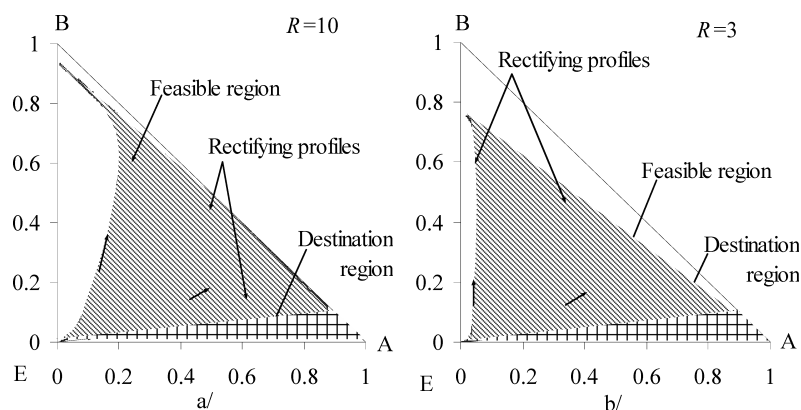 B
R=10
1
Feasible region
0.8
Rectifying profiles
0.6
0.4
Destination
region
0.2
0
A
E
0 0.2 0.4 0.6 0.8 1
a/
B
R=3
1
Rectifying profiles
0.8
0.6
Feasible region
0.4
Destination
region
0.2
0
A
E
0 0.2 0.4 0.6 0.8 1
b/